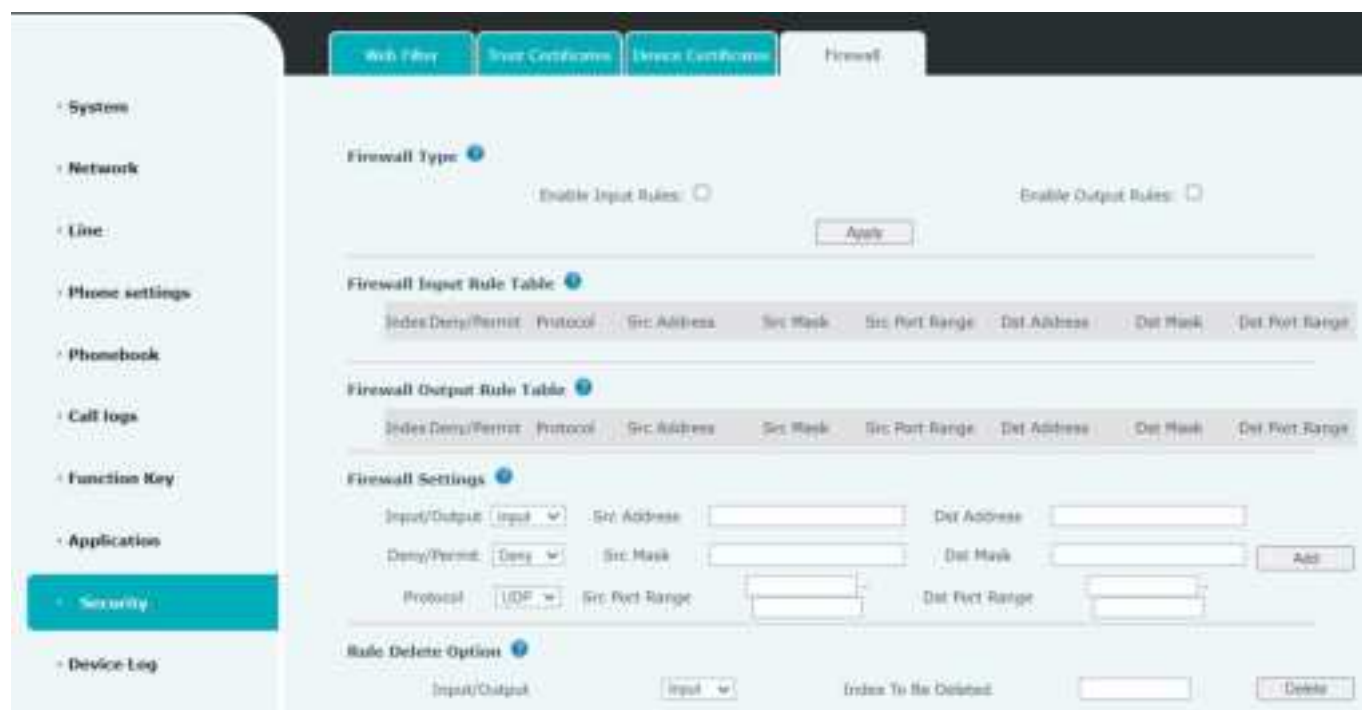 Web Filter Trust Certificates Device Certificates Firewall
System
Network
Line
Phone settings
Phonebook
Call logs
Function Key
Application
Security
Device Log
Firewall Type
Enable Input Rules: Enable Output Rules:
Apply
Firewall Input Rule Table
Index Deny/Permit Protocol Src Address Src Mask Src Port Range Dst Address Dst Mask Dst Port Range
Firewall Output Rule Table
Index Deny/Permit Protocol Src Address Src Mask Src Port Range Dst Address Dst Mask Dst Port Range
Firewall Settings
Input/Output Input Src Address Dst Address
Deny/Permit Deny Src Mask Dst Mask Add
Protocol UDP Src Port Range - Dst Port Range -
Rule Delete Option
Input/Output Input Index To Be Deleted Delete